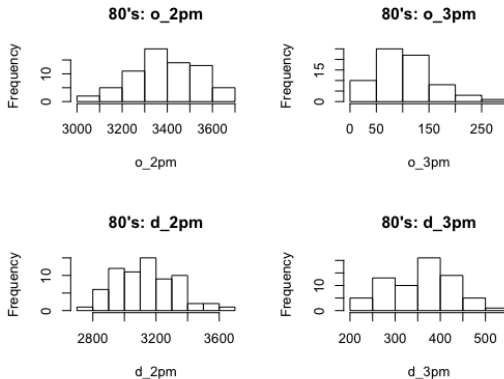 80's: o_2pm
Frequency
0 10
3000 3200 3400 3600
o_2pm
80's: o_3pm
Frequency
0 15
0 50 150 250
o_3pm
80's: d_2pm
Frequency
0 10
2800 3200 3600
d_2pm
80's: d_3pm
Frequency
0 10
200 300 400 500
d_3pm